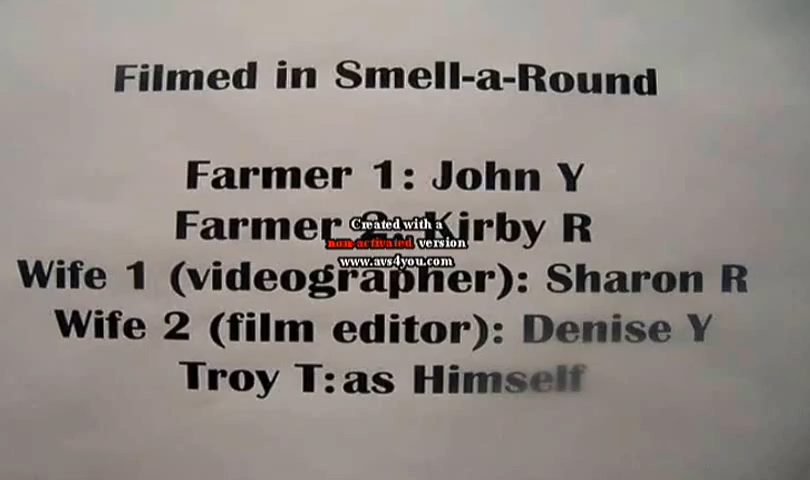 Filmed in Smell-a-Round
Farmer 1: John Y
Farmer 2: Kirby R
Created with a
non-activated version
www.avs4you.com
Wife 1 (videographer): Sharon R
Wife 2 (film editor): Denise Y
Troy T:as Himself